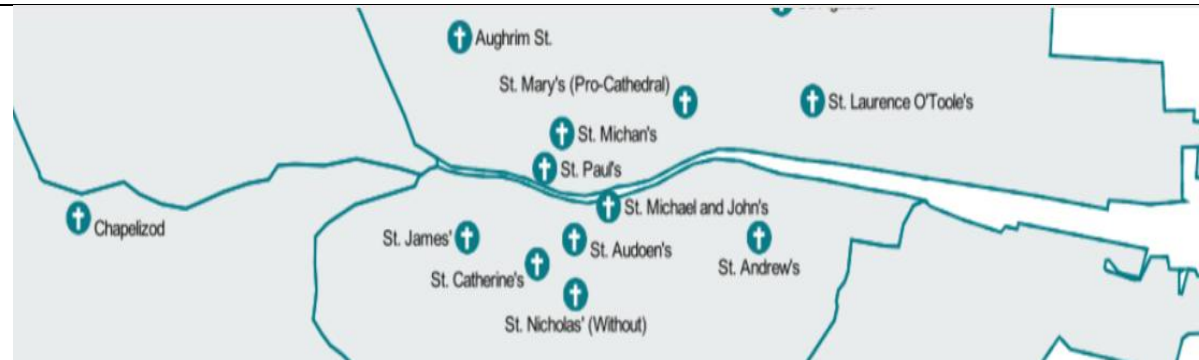 Aughrim St.
St. Mary's (Pro-Cathedral)
St. Laurence O'Toole's
St. Michan's
St. Paul's
St. Michael and John's
Chapelizod
St. James'
St. Audoen's
St. Andrew's
St. Catherine's
St. Nicholas' (Without)